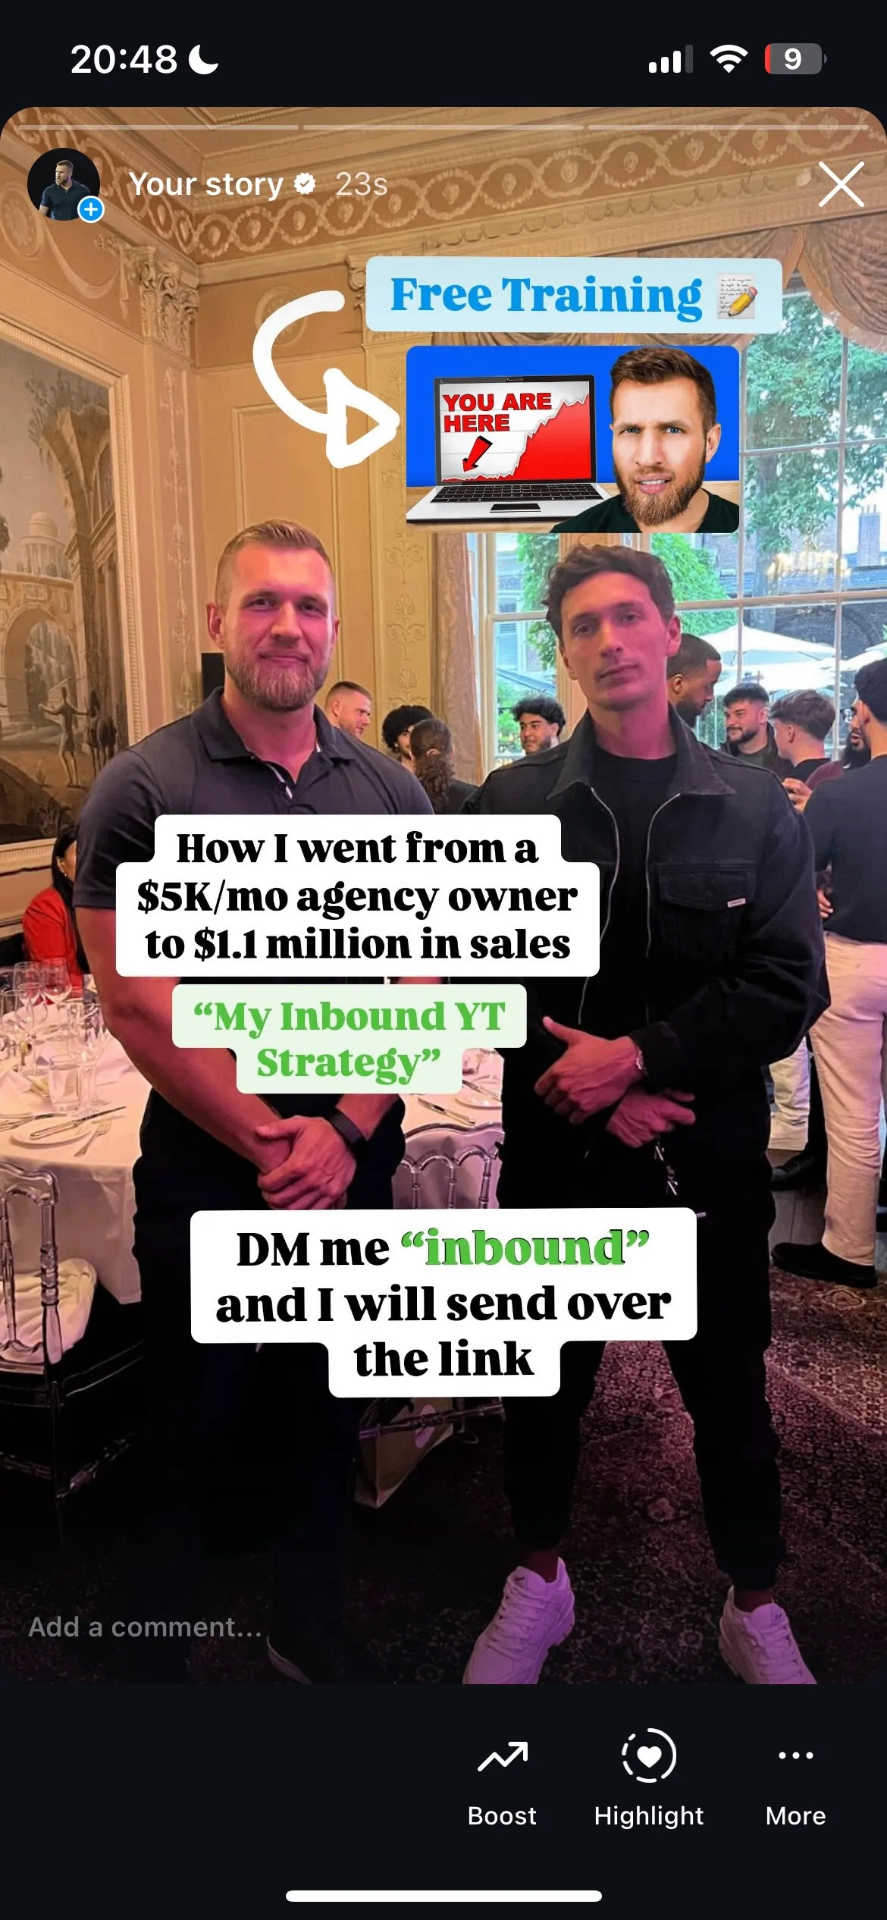 20:48
9
Your story 23s
Free Training
YOU ARE
HERE
How I went from a
$5K/mo agency owner
to $1.1 million in sales
“My Inbound YT
Strategy”
DM me “inbound”
and I will send over
the link
Add a comment...
Boost Highlight More